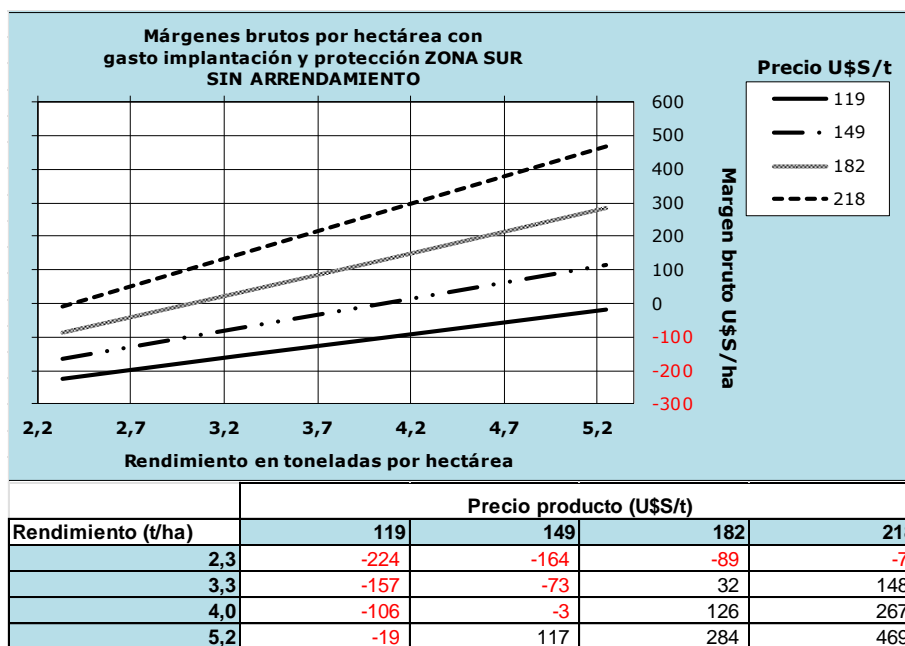 Márgenes brutos por hectárea con
gasto implantación y protección ZONA SUR
SIN ARRENDAMIENTO
Precio U$S/t
119
149
182
218
600
500
400
300
200
100
0
-100
-200
-300
Margen bruto U$S/ha
2,2 2,7 3,2 3,7 4,2 4,7 5,2
Rendimiento en toneladas por hectárea
Precio producto (U$S/t)
Rendimiento (t/ha) 119 149 182
2,3 -224 -164 -89 -7
3,3 -157 -73 32 148
4,0 -106 -3 126 267
5,2 -19 117 284 469